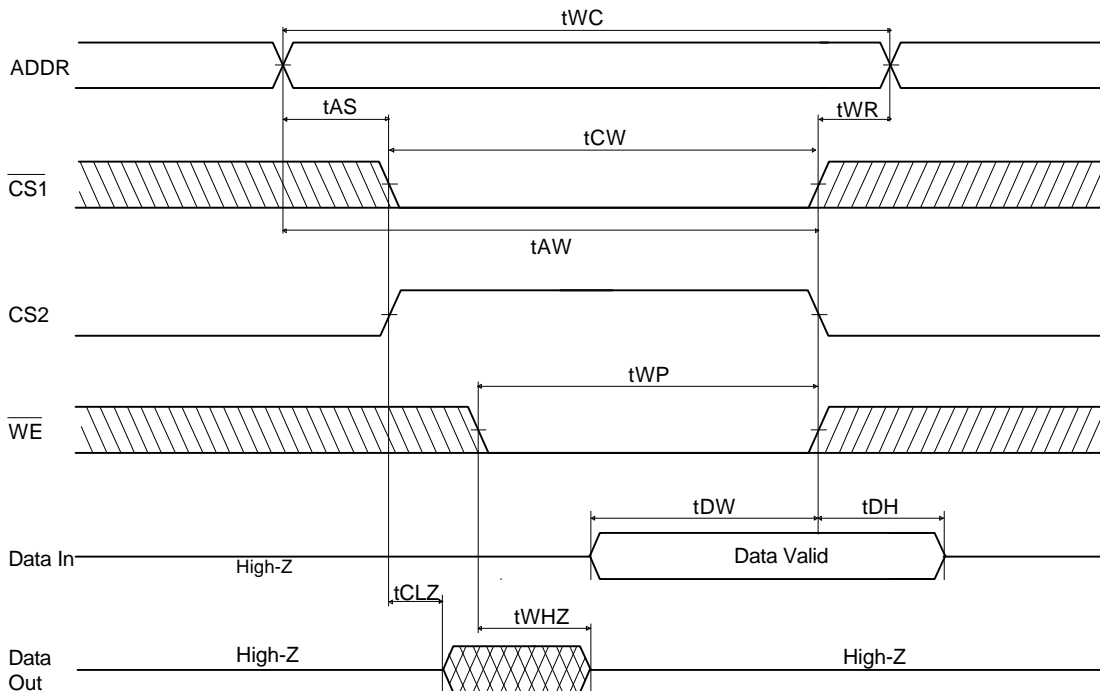 tWC
ADDR
tAS
tWR
tCW
CS1
tAW
CS2
tWP
WE
tDW
tDH
Data In
High-Z
Data Valid
tCLZ
tWHZ
Data
Out
High-Z
High-Z